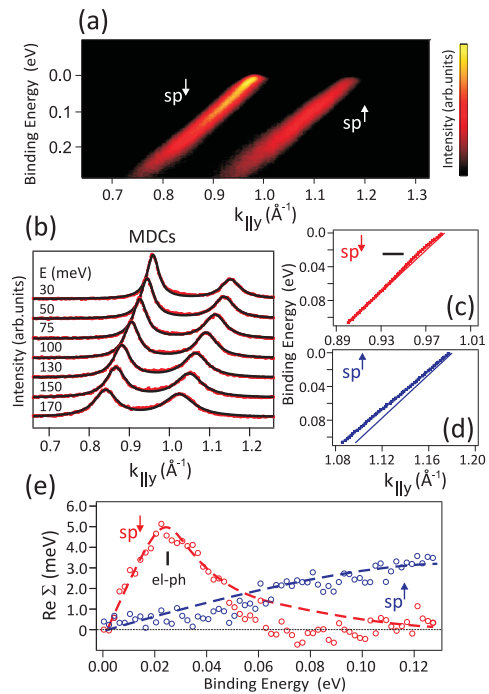 (a)
Binding Energy (eV)
0.0
0.1
0.2
sp↓
sp↑
0.7 0.8 0.9 1.0 1.1 1.2 1.3
k||y (Å-1)
Intensity (arb.units)
(b)
MDCs
Intensity (arb.units)
E (meV)
30
50
75
100
130
150
170
0.7 0.8 0.9 1.0 1.1 1.2
k||y (Å-1)
Binding Energy (eV)
0.0
0.04
0.08
sp↓
(c)
0.89 0.93 0.97 1.01
0.0
0.04
0.08
sp↑
(d)
1.08 1.12 1.16 1.20
k||y (Å-1)
(e)
Re Σ (meV)
6.0
5.0
4.0
3.0
2.0
1.0
0
sp↓
el-ph
sp↑
0.00 0.02 0.04 0.06 0.08 0.10 0.12
Binding Energy (eV)